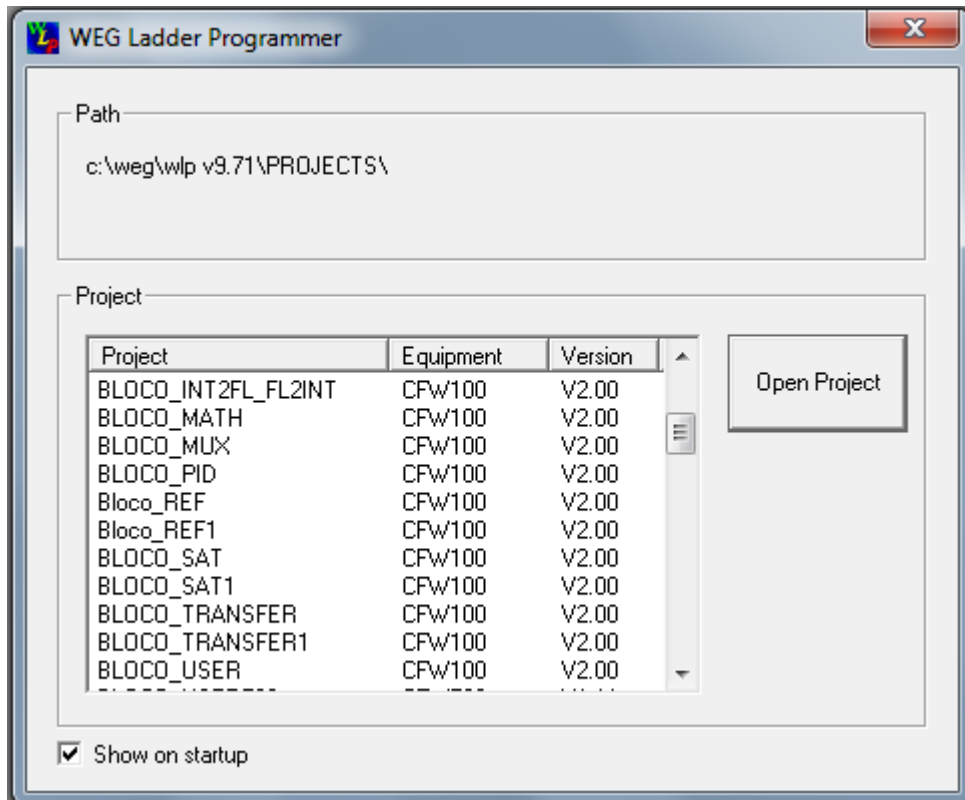 WEG Ladder Programmer
Path
c:\weg\wlp v9.71\PROJECTS\
Project
Project Equipment Version
BLOCO_INT2FL_FL2INT CFW100 V2.00
BLOCO_MATH CFW100 V2.00
BLOCO_MUX CFW100 V2.00
BLOCO_PID CFW100 V2.00
Bloco_REF CFW100 V2.00
Bloco_REF1 CFW100 V2.00
BLOCO_SAT CFW100 V2.00
BLOCO_SAT1 CFW100 V2.00
BLOCO_TRANSFER CFW100 V2.00
BLOCO_TRANSFER1 CFW100 V2.00
BLOCO_USER CFW100 V2.00
Open Project
Show on startup